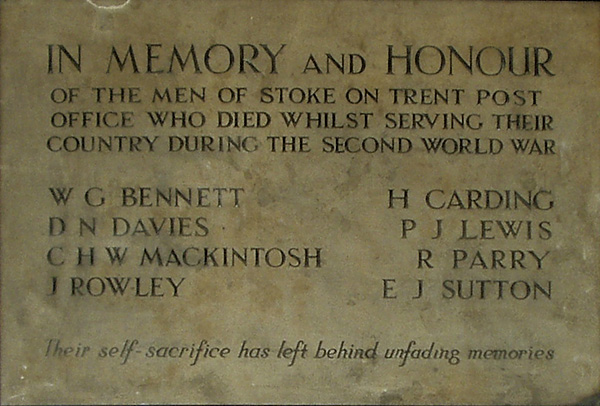 IN MEMORY AND HONOUR
OF THE MEN OF STOKE ON TRENT POST
OFFICE WHO DIED WHILST SERVING THEIR
COUNTRY DURING THE SECOND WORLD WAR
W G BENNETT H CARDING
D N DAVIES P J LEWIS
C H W MACKINTOSH R PARRY
J ROWLEY E J SUTTON
Their self-sacrifice has left behind unfading memories